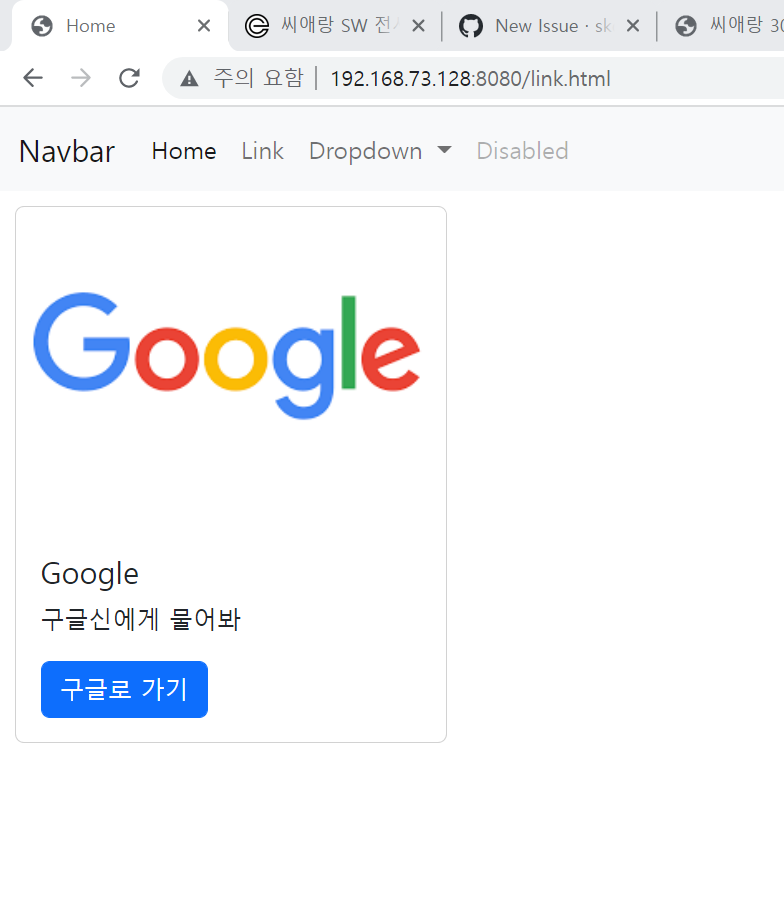 Home
씨애랑 SW 전
New Issue · sk
씨애랑 30
주의 요함 | 192.168.73.128:8080/link.html
Navbar Home Link Dropdown Disabled
Google
Google
구글신에게 물어봐
구글로 가기